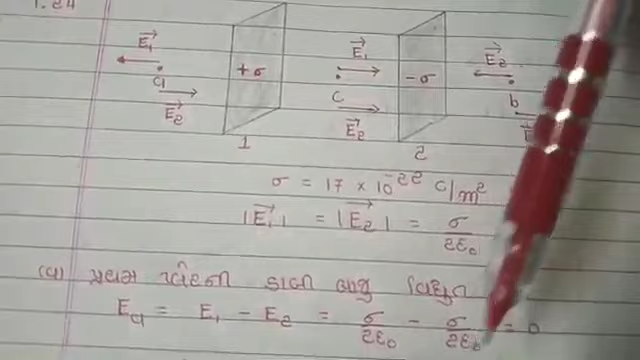 1.24
E₁ E₁ E₂
+σ -σ
a c b
E₂ E₂
1 2
σ = 17 × 10⁻²² C/m²
|E₁| = |E₂| = σ/2ε₀
પ્રથમ પ્લેટની ડાબી બાજુ વિદ્યુત
Eₐ = E₁ - E₂ = σ/2ε₀ - σ/2ε₀ = 0